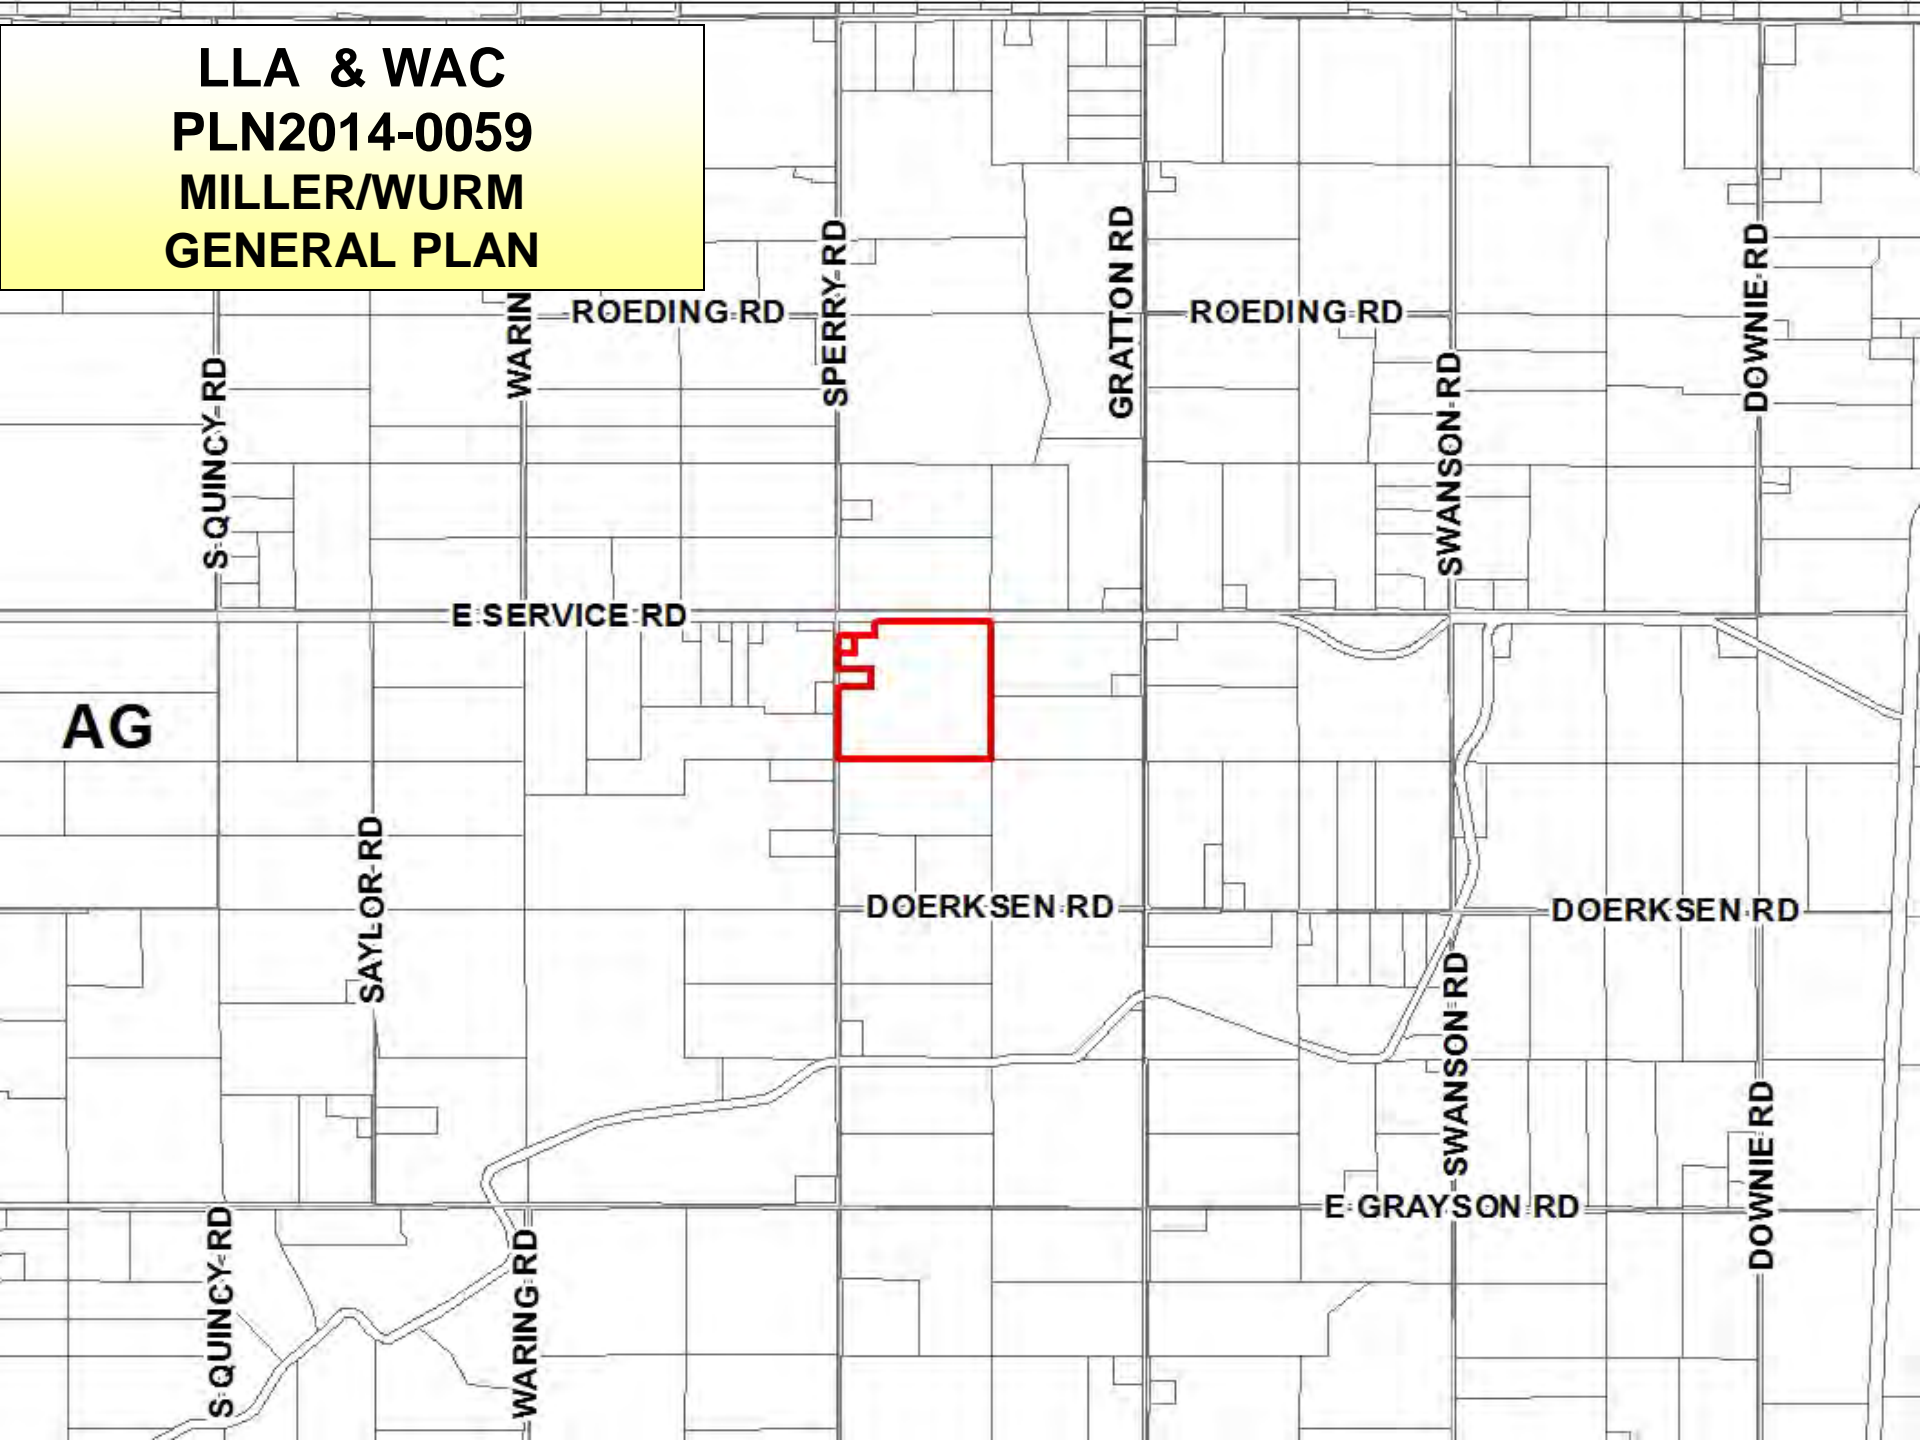 LLA & WAC
PLN2014-0059
MILLER/WURM
GENERAL PLAN
ROEDING RD
ROEDING RD
WARIN
SPERRY RD
GRATTON RD
DOWNIE RD
S QUINCY RD
SWANSON RD
E SERVICE RD
AG
SAYLOR RD
DOERKSEN RD
DOERKSEN RD
SWANSON RD
E GRAYSON RD
DOWNIE RD
S QUINCY RD
WARING RD